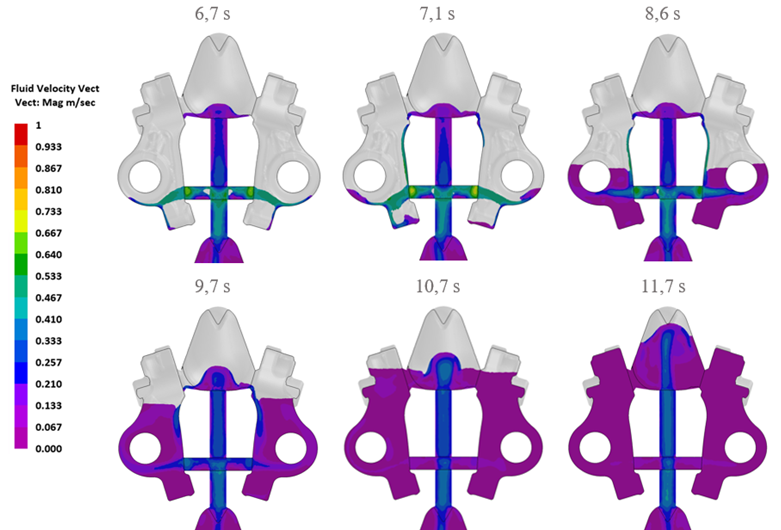 6,7 s
7,1 s
8,6 s
Fluid Velocity Vect
Vect: Mag m/sec
1
0.933
0.867
0.810
0.733
0.667
0.640
0.533
0.467
0.410
0.333
0.257
0.210
0.133
0.067
0.000
9,7 s
10,7 s
11,7 s